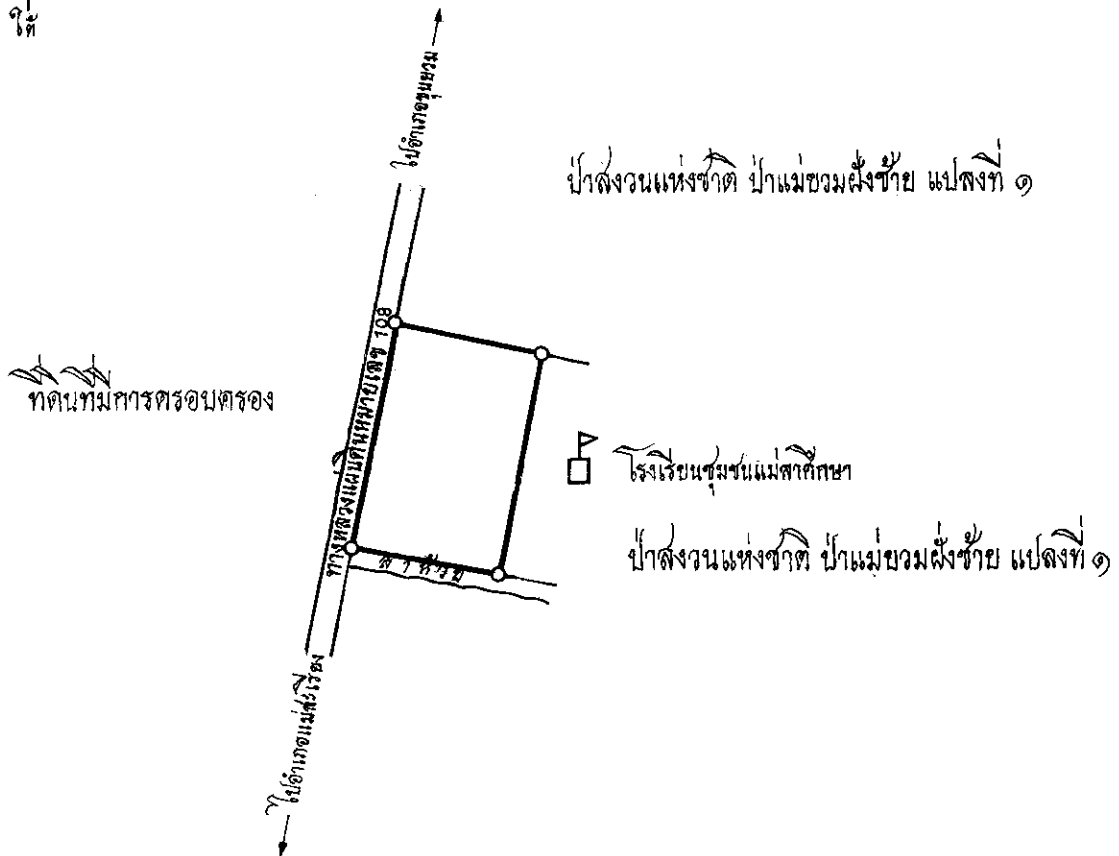 ใต้
ไปอำเภอขุนยวม
ป่าสงวนแห่งชาติ ป่าแม่ยวมฝั่งซ้าย แปลงที่ ๑
ทางหลวงแผ่นดินหมายเลข 108
ที่ดินที่มีการครอบครอง
โรงเรียนชุมชนแม่ลาศึกษา
ลำห้วย
ป่าสงวนแห่งชาติ ป่าแม่ยวมฝั่งซ้าย แปลงที่ ๑
ไปอำเภอแม่สะเรียง